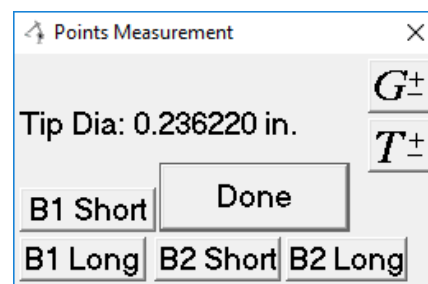 Points Measurement
G±
Tip Dia: 0.236220 in.
T±
Done
B1 Short
B1 Long B2 Short B2 Long